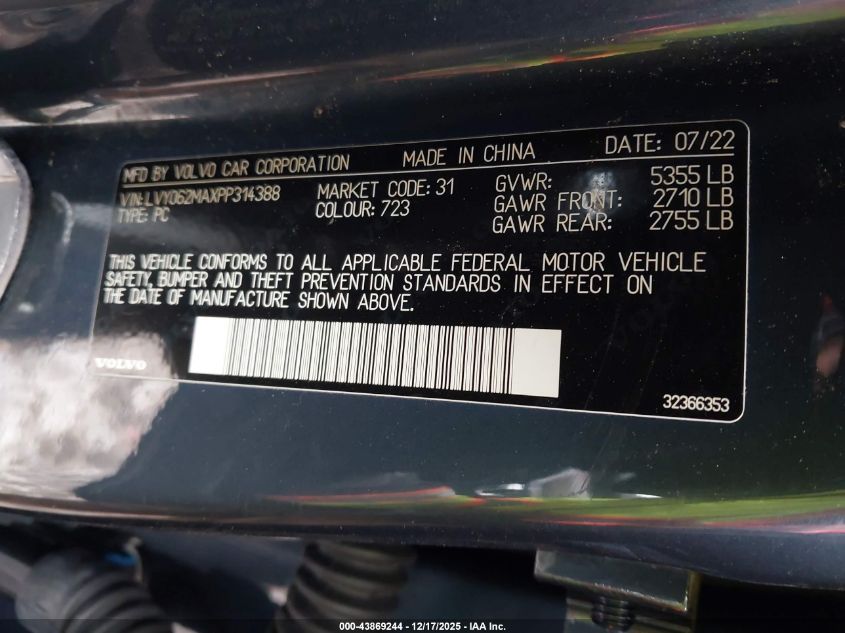 MFD BY VOLVO CAR CORPORATION MADE IN CHINA DATE: 07/22
VIN: LVY062MAXPP314388 MARKET CODE: 31 GVWR: 5355 LB
TYPE: PC COLOUR: 723 GAWR FRONT: 2710 LB
GAWR REAR: 2755 LB
THIS VEHICLE CONFORMS TO ALL APPLICABLE FEDERAL MOTOR VEHICLE
SAFETY, BUMPER AND THEFT PREVENTION STANDARDS IN EFFECT ON
THE DATE OF MANUFACTURE SHOWN ABOVE.
VOLVO
32366353
000-43869244 - 12/17/2025 - IAA Inc.